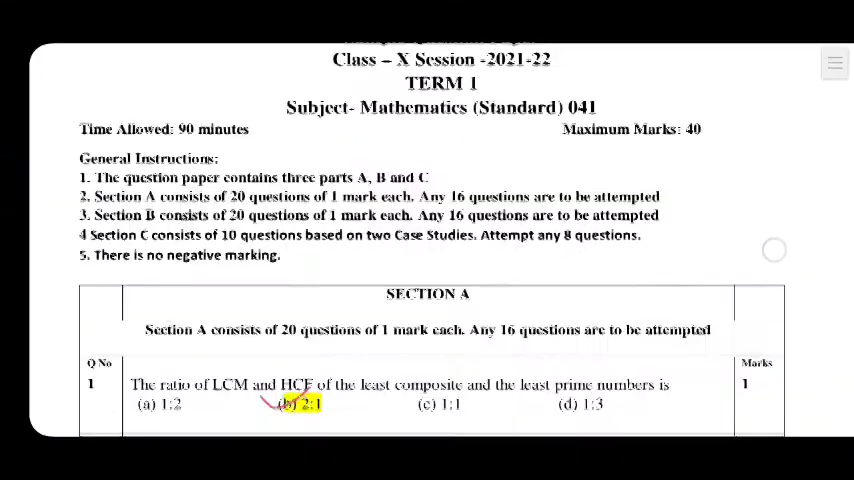 Class – X Session -2021-22
TERM 1
Subject- Mathematics (Standard) 041
Time Allowed: 90 minutes Maximum Marks: 40
General Instructions:
1. The question paper contains three parts A, B and C
2. Section A consists of 20 questions of 1 mark each. Any 16 questions are to be attempted
3. Section B consists of 20 questions of 1 mark each. Any 16 questions are to be attempted
4 Section C consists of 10 questions based on two Case Studies. Attempt any 8 questions.
5. There is no negative marking.
SECTION A
Section A consists of 20 questions of 1 mark each. Any 16 questions are to be attempted
Q No Marks
1 The ratio of LCM and HCF of the least composite and the least prime numbers is 1
(a) 1:2 (b) 2:1 (c) 1:1 (d) 1:3